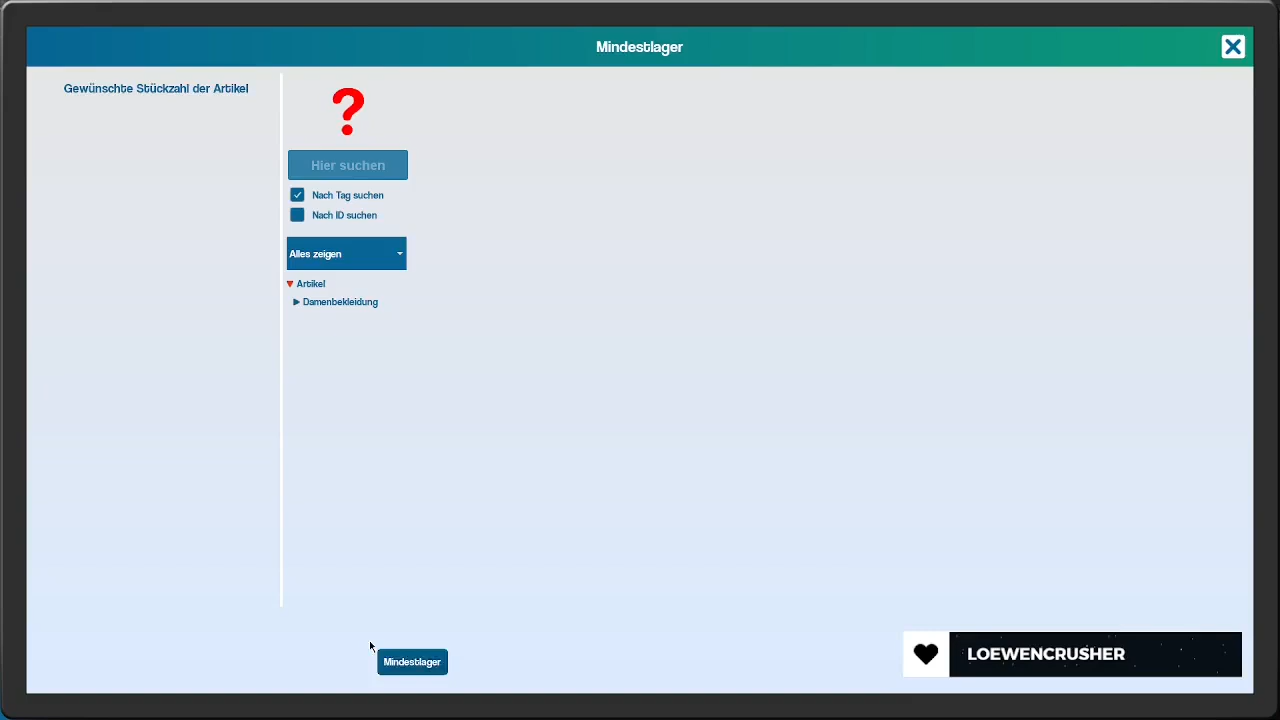 Mindestlager
Gewünschte Stückzahl der Artikel
?
Hier suchen
Nach Tag suchen
Nach ID suchen
Alles zeigen
Artikel
Damenbekleidung
Mindestlager
LOEWENCRUSHER